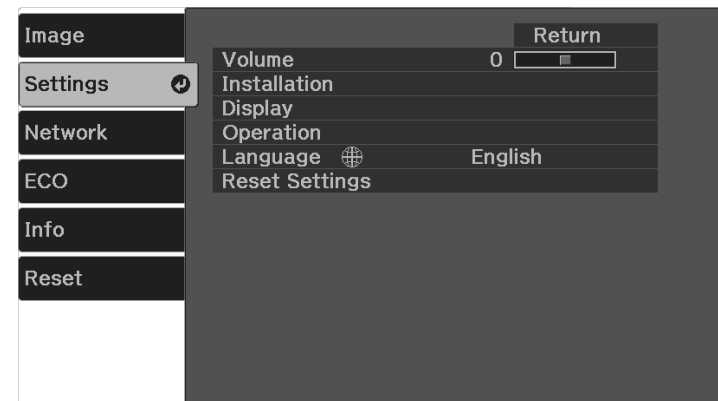 Image
Settings
Network
ECO
Info
Reset
Return
Volume 0
Installation
Display
Operation
Language English
Reset Settings